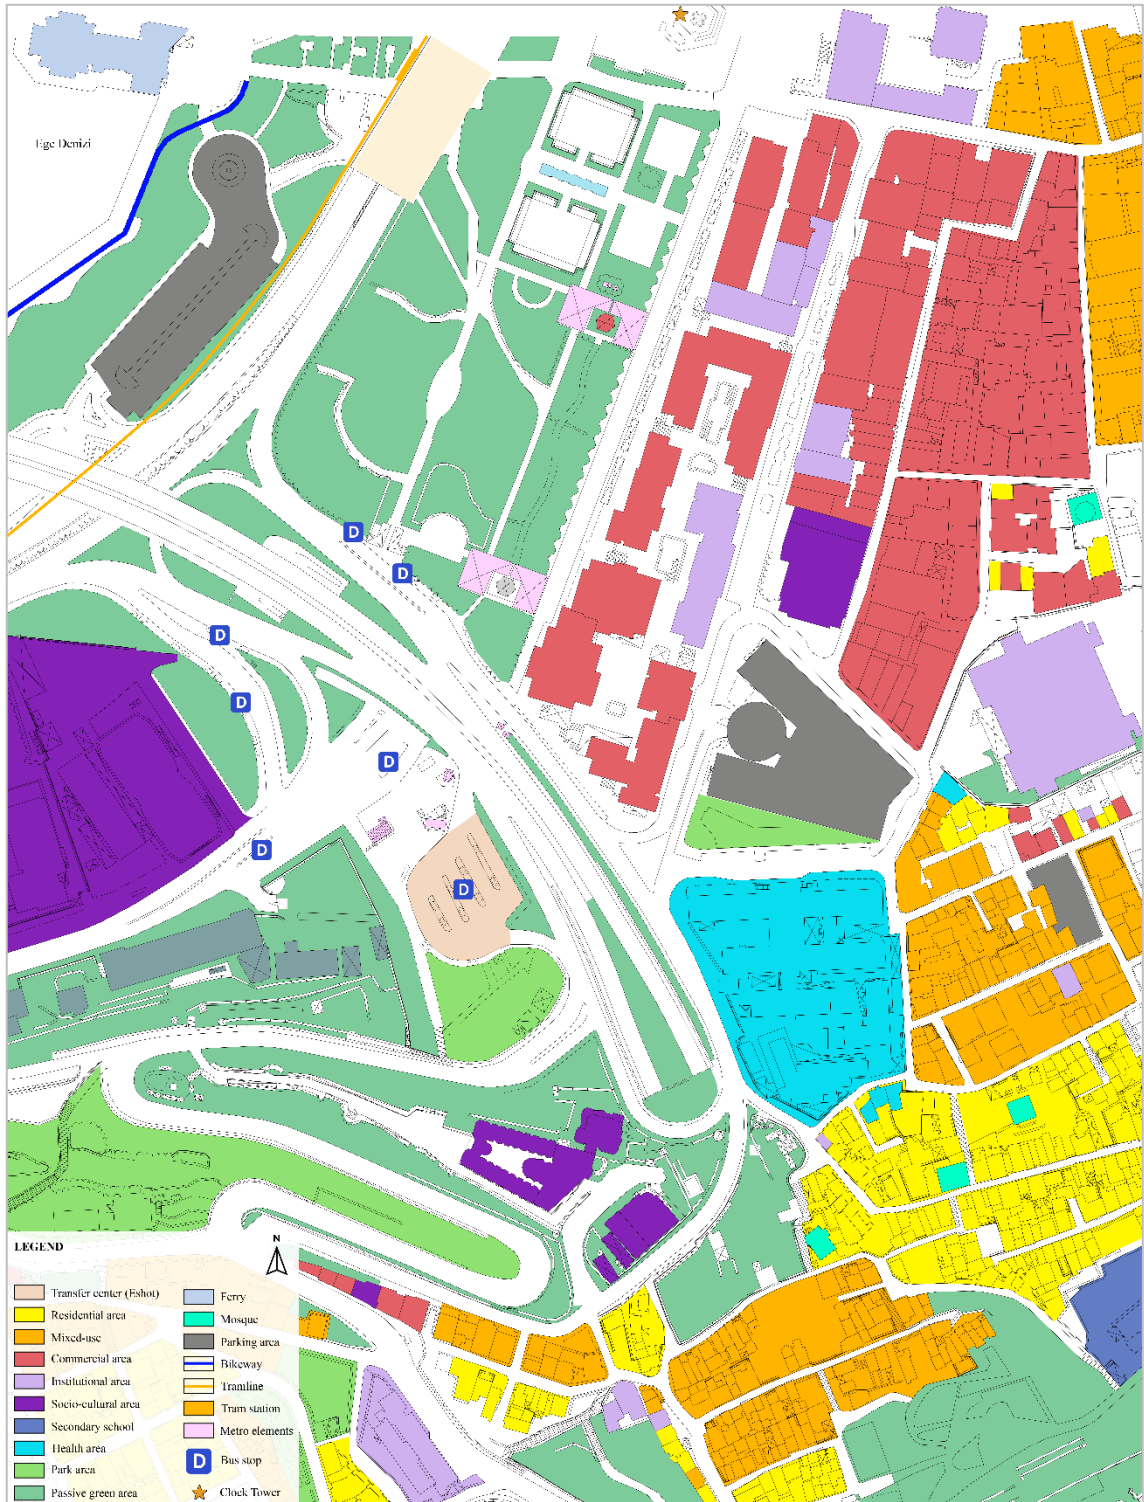 Ege Denizi
D
D
D
D
D
D
D
N
LEGEND
Transfer center (Eshot)
Residential area
Mixed-use
Commercial area
Institutional area
Socio-cultural area
Secondary school
Health area
Park area
Passive green area
Ferry
Mosque
Parking area
Bikeway
Tramline
Tram station
Metro elements
D Bus stop
Clock Tower